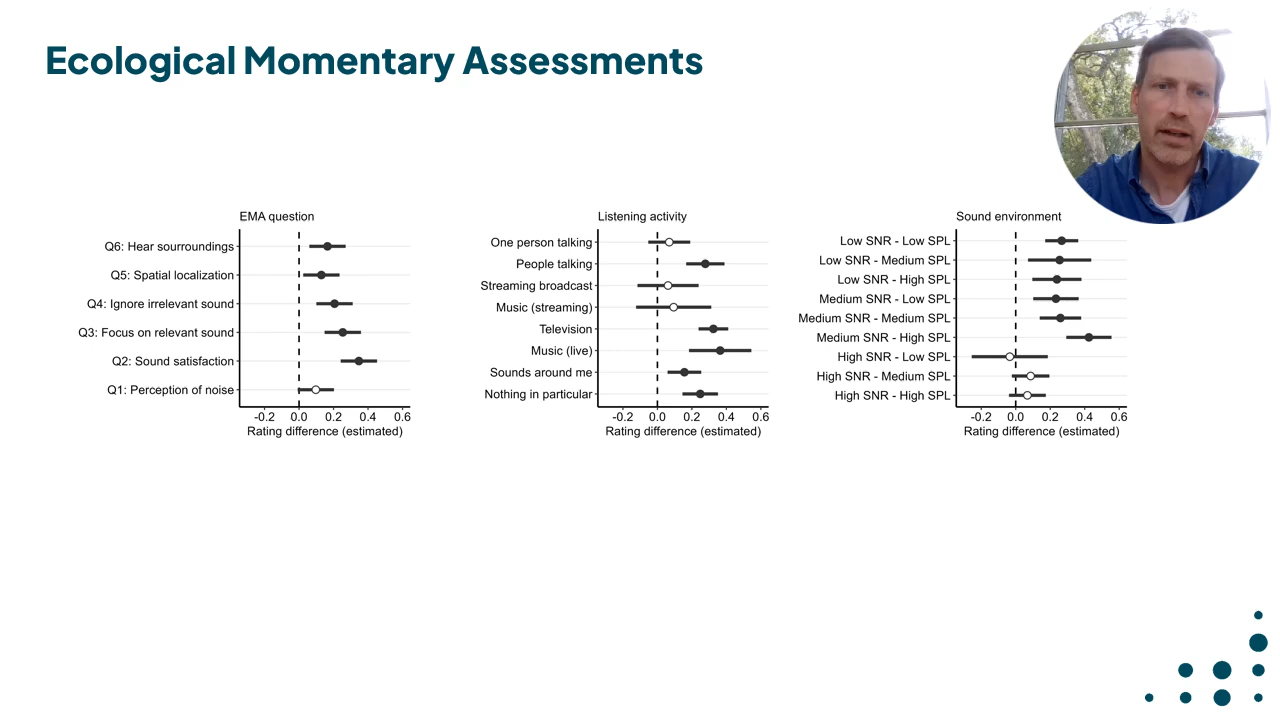 Ecological Momentary Assessments
EMA question
Q6: Hear sourroundings
Q5: Spatial localization
Q4: Ignore irrelevant sound
Q3: Focus on relevant sound
Q2: Sound satisfaction
Q1: Perception of noise
-0.2 0.0 0.2 0.4 0.6
Rating difference (estimated)
Listening activity
One person talking
People talking
Streaming broadcast
Music (streaming)
Television
Music (live)
Sounds around me
Nothing in particular
-0.2 0.0 0.2 0.4 0.6
Rating difference (estimated)
Sound environment
Low SNR - Low SPL
Low SNR - Medium SPL
Low SNR - High SPL
Medium SNR - Low SPL
Medium SNR - Medium SPL
Medium SNR - High SPL
High SNR - Low SPL
High SNR - Medium SPL
High SNR - High SPL
-0.2 0.0 0.2 0.4 0.6
Rating difference (estimated)